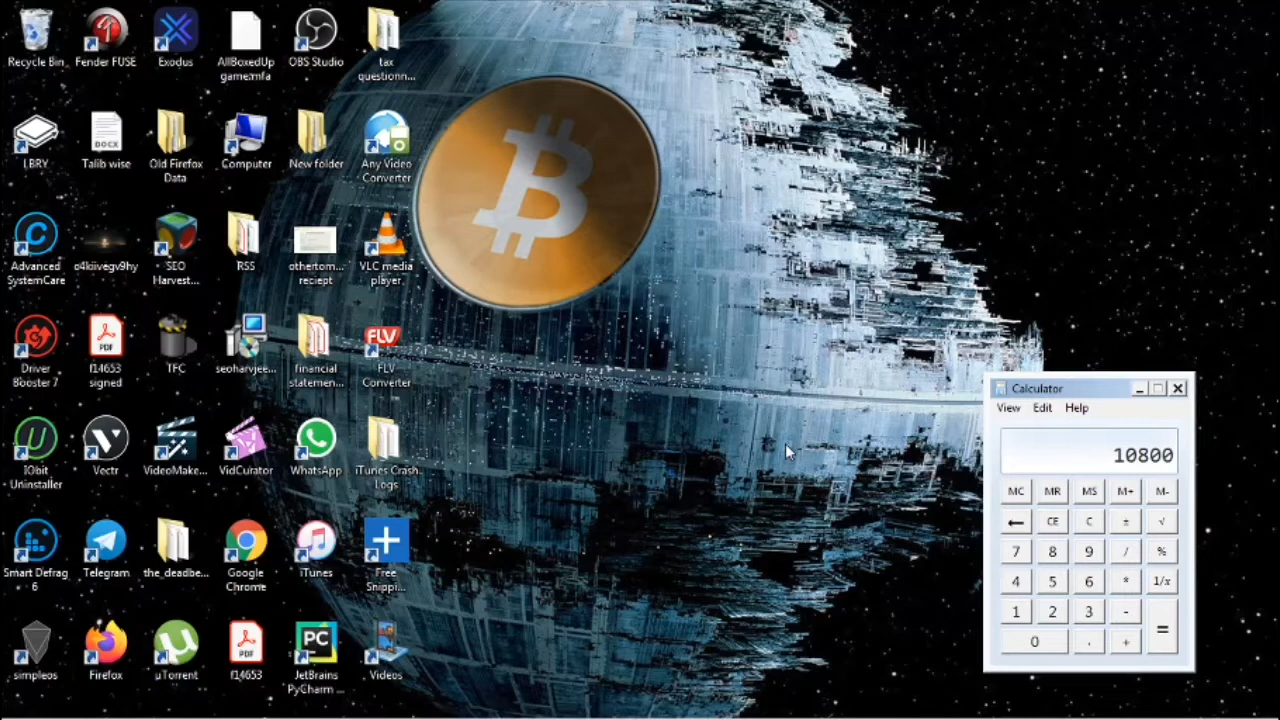 Recycle Bin
Fender FUSE
Exodus
AllBoxedUp
game.mfa
OBS Studio
tax
questionn...
LBRY
DOCX
Talib wise
Old Firefox
Data
Computer
New folder
Any Video
Converter
Advanced
SystemCare
o4kiivegv9hy
SEO
Harvest...
RSS
othertom...
reciept
VLC media
player
Driver
Booster 7
PDF
f14653
signed
TFC
seoharvjee...
financial
statemen...
FLV
FLV
Converter
IObit
Uninstaller
Vectr
VideoMake...
VidCurator
WhatsApp
iTunes Crash
Logs
Smart Defrag
6
Telegram
the_deadbe...
Google
Chrome
iTunes
Free
Snippi...
simpleos
Firefox
µTorrent
PDF
f14653
PC
JetBrains
PyCharm ...
Videos
Calculator
View Edit Help
10800
MC MR MS M+ M-
← CE C ± √
7 8 9 / %
4 5 6 * 1/x
1 2 3 - =
0 . +